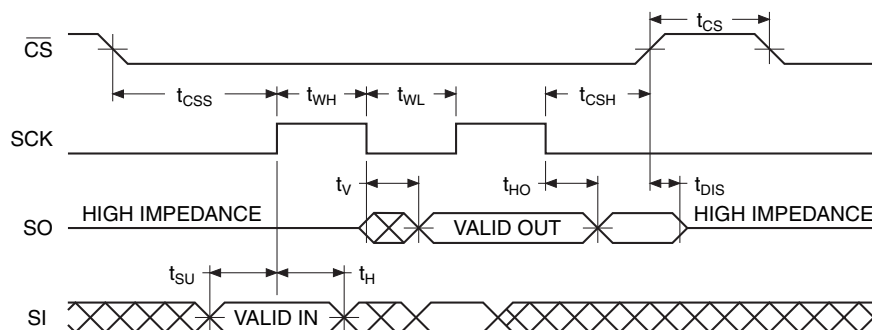 t_CS
CS
t_CSS t_WH t_WL t_CSH
SCK
t_V t_HO t_DIS
HIGH IMPEDANCE VALID OUT HIGH IMPEDANCE
SO
t_SU t_H
SI VALID IN